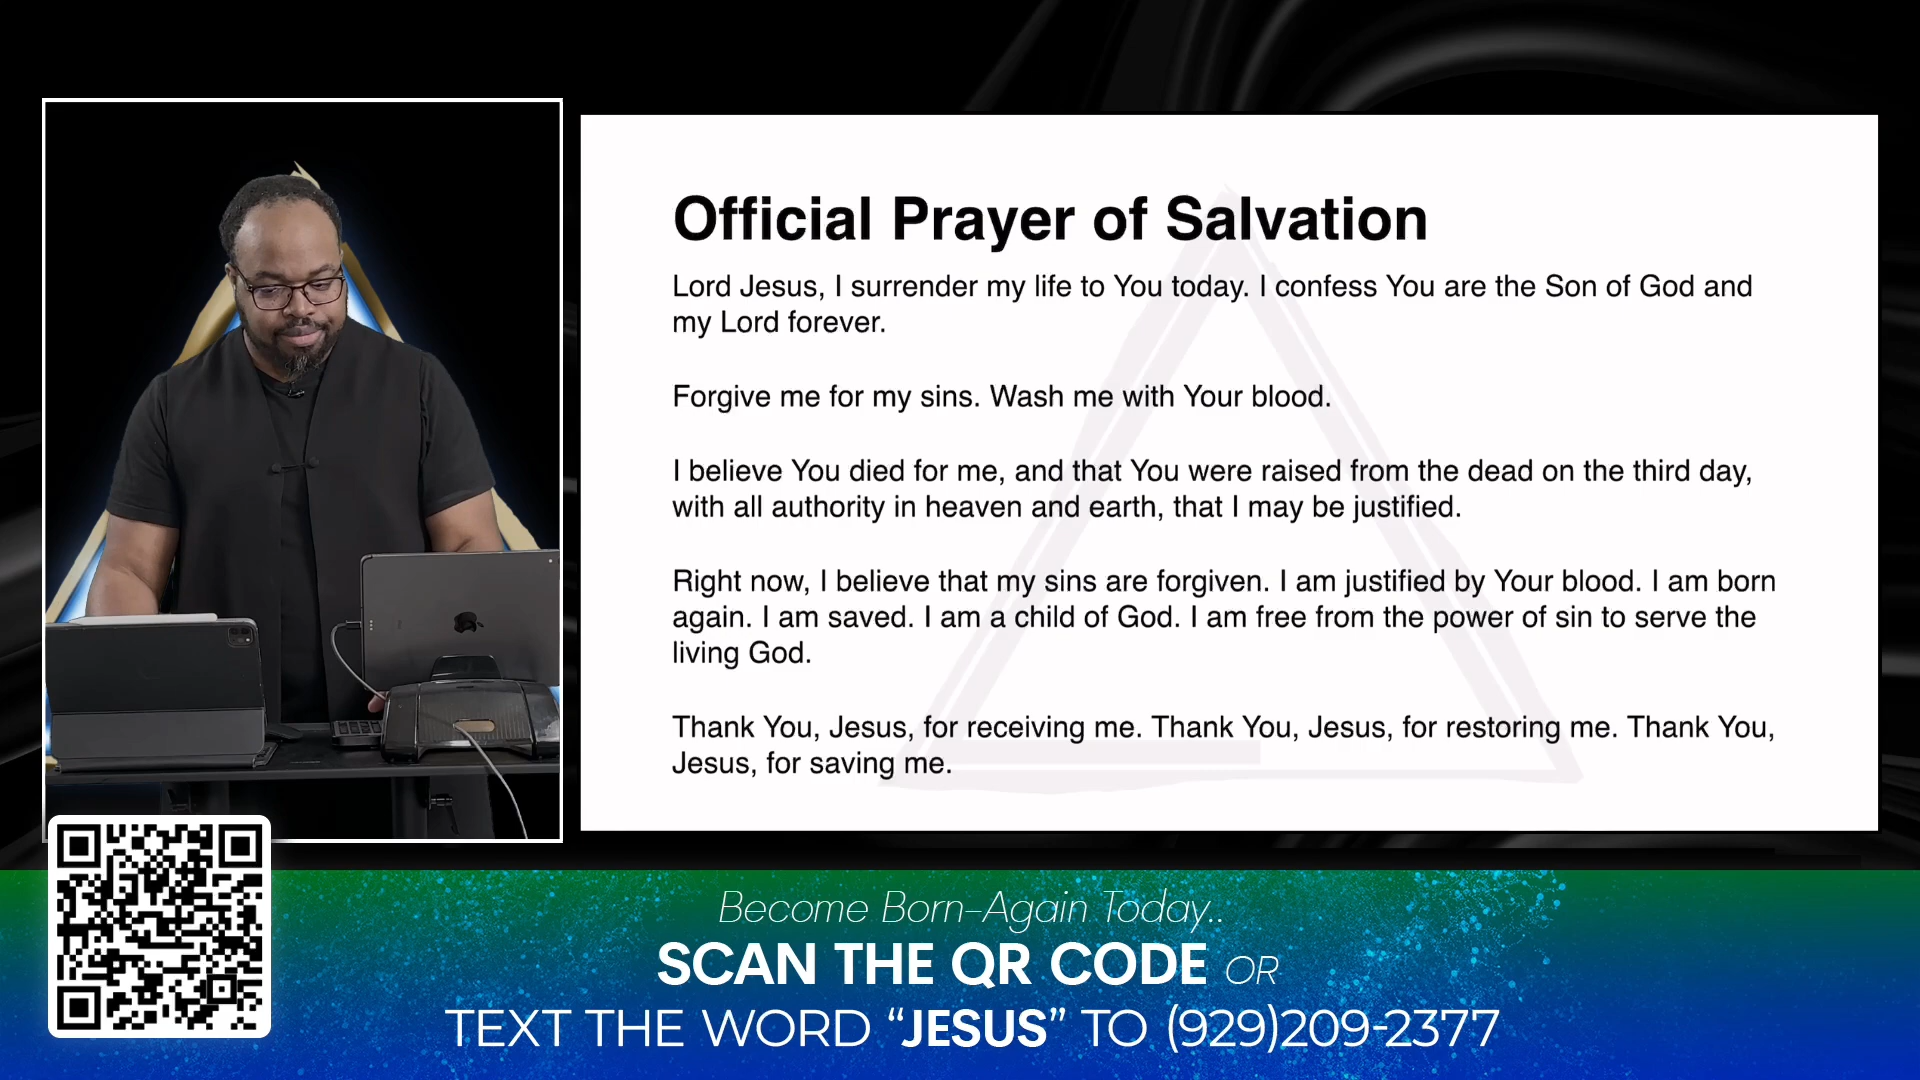 Official Prayer of Salvation
Lord Jesus, I surrender my life to You today. I confess You are the Son of God and
my Lord forever.
Forgive me for my sins. Wash me with Your blood.
I believe You died for me, and that You were raised from the dead on the third day,
with all authority in heaven and earth, that I may be justified.
Right now, I believe that my sins are forgiven. I am justified by Your blood. I am born
again. I am saved. I am a child of God. I am free from the power of sin to serve the
living God.
Thank You, Jesus, for receiving me. Thank You, Jesus, for restoring me. Thank You,
Jesus, for saving me.
Become Born-Again Today..
SCAN THE QR CODE OR
TEXT THE WORD “JESUS” TO (929)209-2377